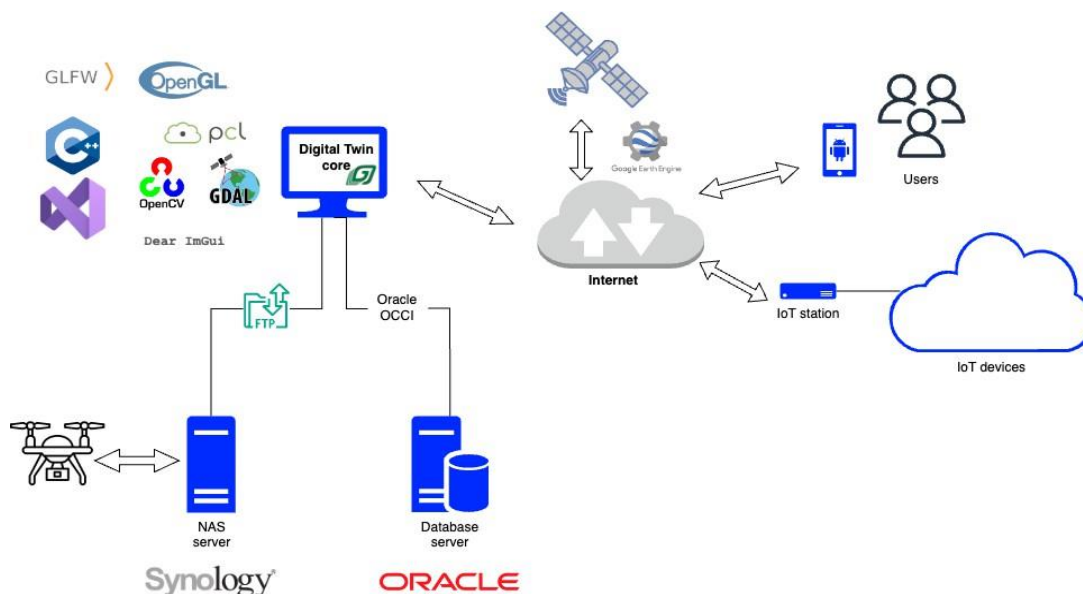 GLFW
OpenGL
C++
pcl
OpenCV
GDAL
Dear ImGui
Digital Twin
core
Google Earth Engine
Internet
Users
IoT station
IoT devices
FTP
Oracle
OCCI
NAS
server
Database
server
Synology®
ORACLE